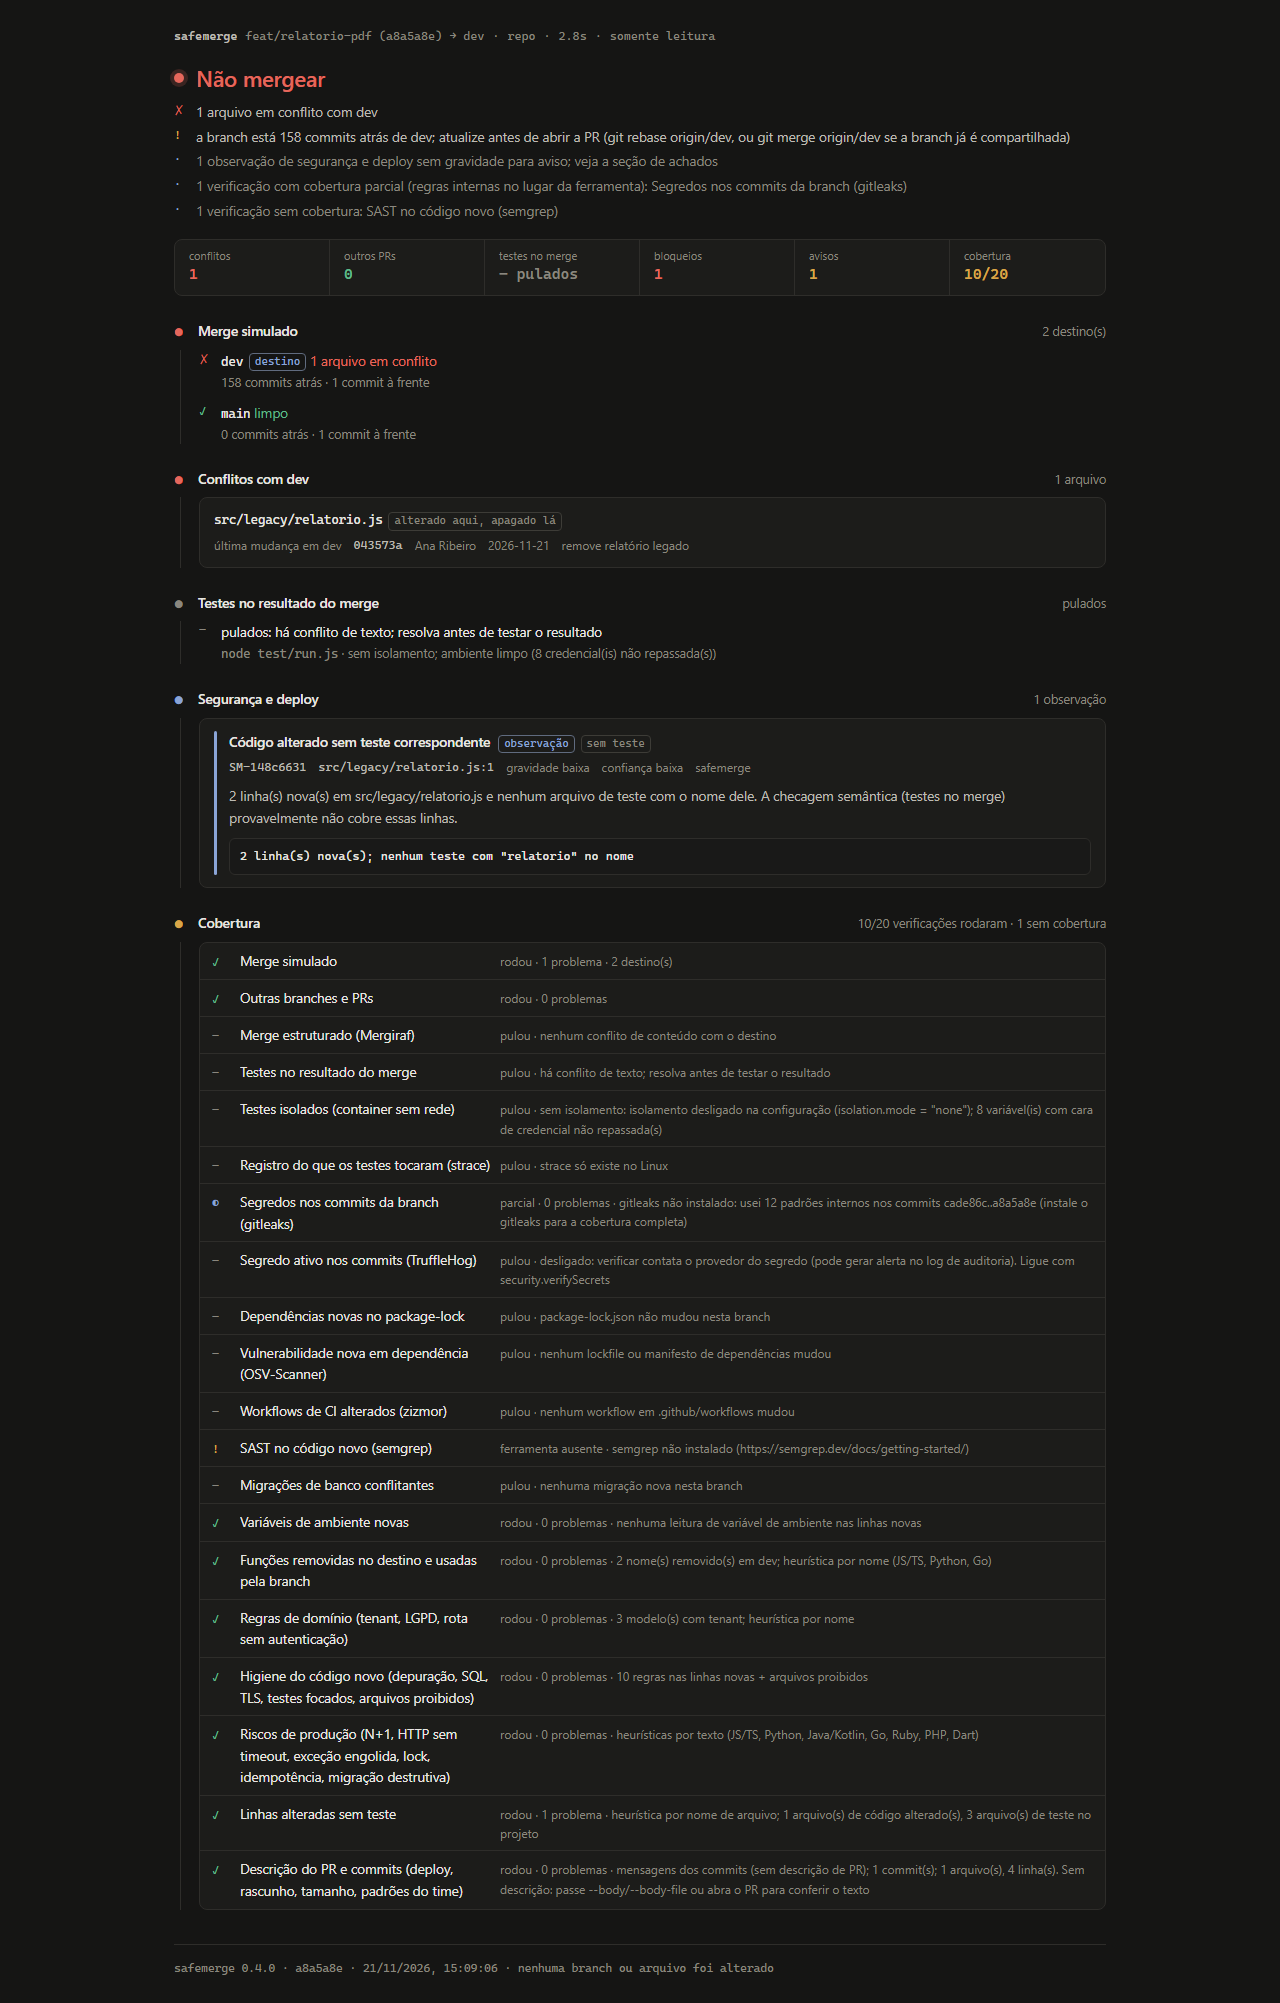 safemerge feat/relatorio-pdf (a8a5a8e) → dev · repo · 2.8s · somente leitura
Não mergear
✗ 1 arquivo em conflito com dev
! a branch está 158 commits atrás de dev; atualize antes de abrir a PR (git rebase origin/dev, ou git merge origin/dev se a branch já é compartilhada)
· 1 observação de segurança e deploy sem gravidade para aviso; veja a seção de achados
· 1 verificação com cobertura parcial (regras internas no lugar da ferramenta): Segredos nos commits da branch (gitleaks)
· 1 verificação sem cobertura: SAST no código novo (semgrep)
conflitos outros PRs testes no merge bloqueios avisos cobertura
1 0 — pulados 1 1 10/20
Merge simulado 2 destino(s)
✗ dev destino 1 arquivo em conflito
158 commits atrás · 1 commit à frente
✓ main limpo
0 commits atrás · 1 commit à frente
Conflitos com dev 1 arquivo
src/legacy/relatorio.js alterado aqui, apagado lá
última mudança em dev 043573a Ana Ribeiro 2026-11-21 remove relatório legado
Testes no resultado do merge pulados
— pulados: há conflito de texto; resolva antes de testar o resultado
node test/run.js · sem isolamento; ambiente limpo (8 credencial(is) não repassada(s))
Segurança e deploy 1 observação
Código alterado sem teste correspondente observação sem teste
SM-148c6631 src/legacy/relatorio.js:1 gravidade baixa confiança baixa safemerge
2 linha(s) nova(s) em src/legacy/relatorio.js e nenhum arquivo de teste com o nome dele. A checagem semântica (testes no merge)
provavelmente não cobre essas linhas.
2 linha(s) nova(s); nenhum teste com "relatorio" no nome
Cobertura 10/20 verificações rodaram · 1 sem cobertura
✓ Merge simulado rodou · 1 problema · 2 destino(s)
✓ Outras branches e PRs rodou · 0 problemas
— Merge estruturado (Mergiraf) pulou · nenhum conflito de conteúdo com o destino
— Testes no resultado do merge pulou · há conflito de texto; resolva antes de testar o resultado
— Testes isolados (container sem rede) pulou · sem isolamento: isolamento desligado na configuração (isolation.mode = "none"); 8 variável(is) com cara
de credencial não repassada(s)
— Registro do que os testes tocaram (strace) pulou · strace só existe no Linux
◐ Segredos nos commits da branch parcial · 0 problemas · gitleaks não instalado: usei 12 padrões internos nos commits cade86c..a8a5a8e (instale o
(gitleaks) gitleaks para a cobertura completa)
— Segredo ativo nos commits (TruffleHog) pulou · desligado: verificar contata o provedor do segredo (pode gerar alerta no log de auditoria). Ligue com
security.verifySecrets
— Dependências novas no package-lock pulou · package-lock.json não mudou nesta branch
— Vulnerabilidade nova em dependência pulou · nenhum lockfile ou manifesto de dependências mudou
(OSV-Scanner)
— Workflows de CI alterados (zizmor) pulou · nenhum workflow em .github/workflows mudou
! SAST no código novo (semgrep) ferramenta ausente · semgrep não instalado (https://semgrep.dev/docs/getting-started/)
— Migrações de banco conflitantes pulou · nenhuma migração nova nesta branch
✓ Variáveis de ambiente novas rodou · 0 problemas · nenhuma leitura de variável de ambiente nas linhas novas
✓ Funções removidas no destino e usadas rodou · 0 problemas · 2 nome(s) removido(s) em dev; heurística por nome (JS/TS, Python, Go)
pela branch
✓ Regras de domínio (tenant, LGPD, rota rodou · 0 problemas · 3 modelo(s) com tenant; heurística por nome
sem autenticação)
✓ Higiene do código novo (depuração, SQL, rodou · 0 problemas · 10 regras nas linhas novas + arquivos proibidos
TLS, testes focados, arquivos proibidos)
✓ Riscos de produção (N+1, HTTP sem rodou · 0 problemas · heurísticas por texto (JS/TS, Python, Java/Kotlin, Go, Ruby, PHP, Dart)
timeout, exceção engolida, lock,
idempotência, migração destrutiva)
✓ Linhas alteradas sem teste rodou · 1 problema · heurística por nome de arquivo; 1 arquivo(s) de código alterado(s), 3 arquivo(s) de teste no
projeto
✓ Descrição do PR e commits (deploy, rodou · 0 problemas · mensagens dos commits (sem descrição de PR); 1 commit(s); 1 arquivo(s), 4 linha(s). Sem
rascunho, tamanho, padrões do time) descrição: passe --body/--body-file ou abra o PR para conferir o texto
safemerge 0.4.0 · a8a5a8e · 21/11/2026, 15:09:06 · nenhuma branch ou arquivo foi alterado